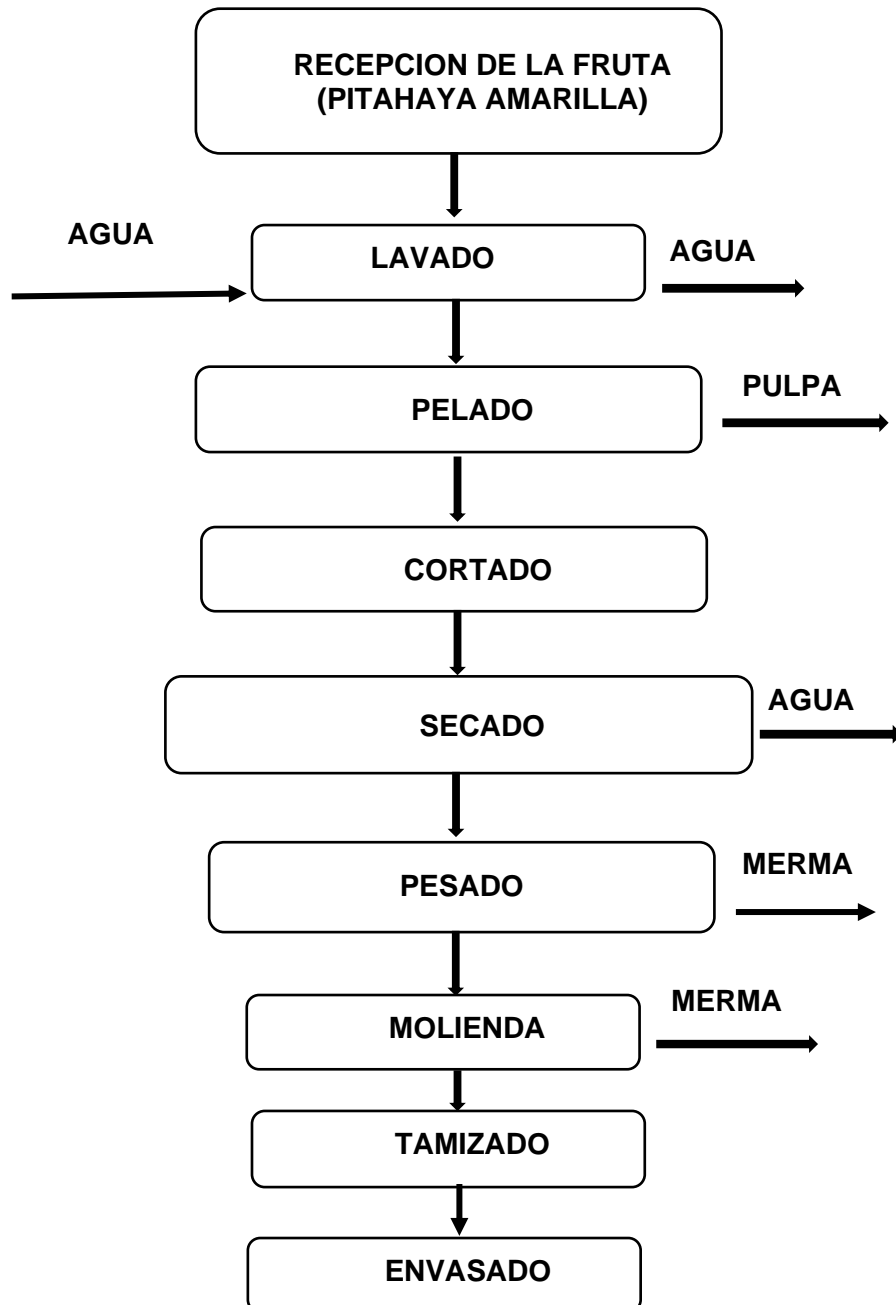 RECEPCION DE LA FRUTA
(PITAHAYA AMARILLA)
AGUA
LAVADO
AGUA
PELADO
PULPA
CORTADO
SECADO
AGUA
PESADO
MERMA
MOLIENDA
MERMA
TAMIZADO
ENVASADO